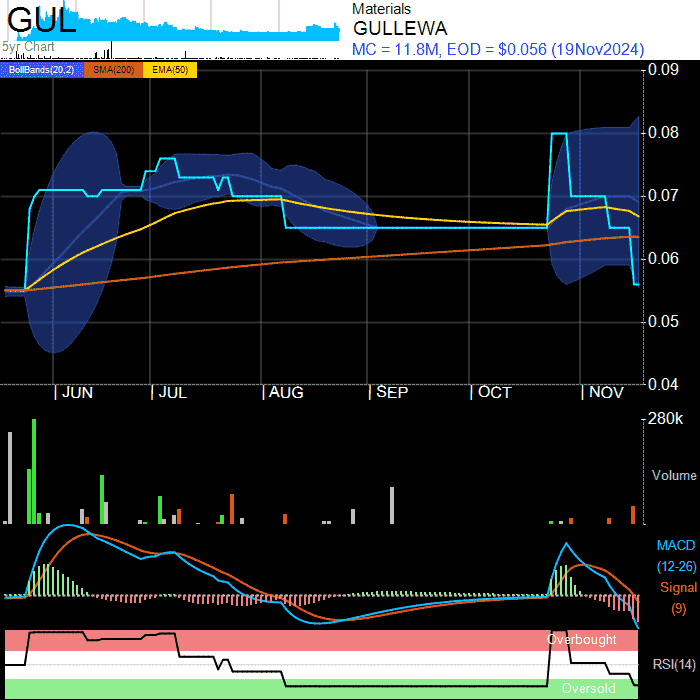 GUL
5yr Chart
Materials
GULLEWA
MC = 11.8M, EOD = $0.056 (19Nov2024)
BollBands(20,2) SMA(200) EMA(50)
0.09
0.08
0.07
0.06
0.05
0.04
JUN JUL AUG SEP OCT NOV
280k
Volume
MACD
(12-26)
Signal
(9)
Overbought
RSI(14)
Oversold